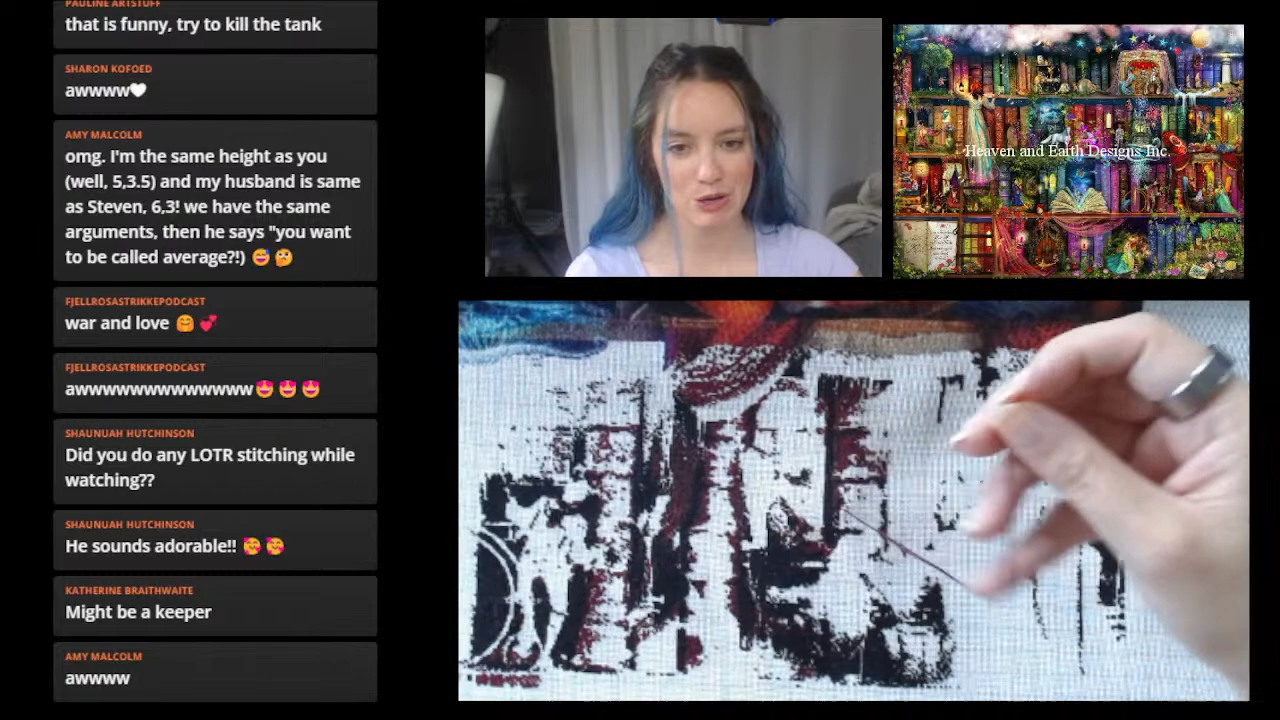 PAULINE ARTSTUFF
that is funny, try to kill the tank
SHARON KOFOED
awwww🤍
AMY MALCOLM
omg. I'm the same height as you
(well, 5,3.5) and my husband is same
as Steven, 6,3! we have the same
arguments, then he says "you want
to be called average?!) 😅 🤔
FJELLROSASTRIKKEPODCAST
war and love 🤗 💞
FJELLROSASTRIKKEPODCAST
awwwwwwwwwwwww😍 😍 😍
SHAUNUAH HUTCHINSON
Did you do any LOTR stitching while
watching??
SHAUNUAH HUTCHINSON
He sounds adorable!! 🥰 🥰
KATHERINE BRAITHWAITE
Might be a keeper
AMY MALCOLM
awwww
Heaven and Earth Designs Inc.